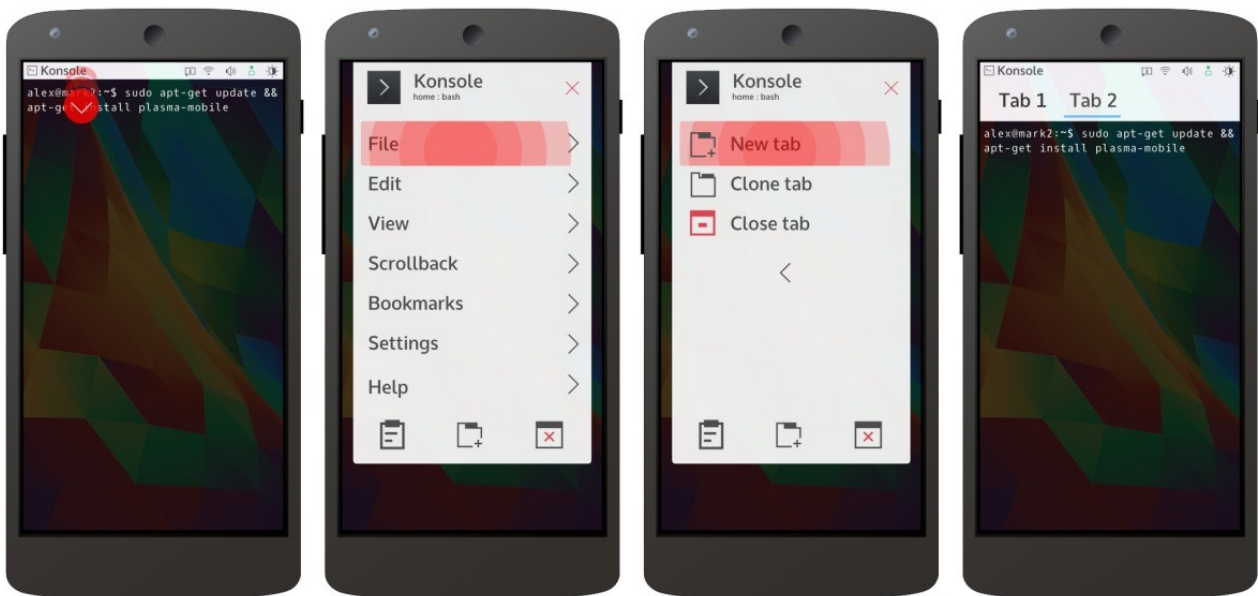 Konsole
alex@mark2:~$ sudo apt-get update &&
apt-get install plasma-mobile
Konsole
home : bash
File
Edit
View
Scrollback
Bookmarks
Settings
Help
Konsole
home : bash
New tab
Clone tab
Close tab
Konsole
Tab 1 Tab 2
alex@mark2:~$ sudo apt-get update &&
apt-get install plasma-mobile